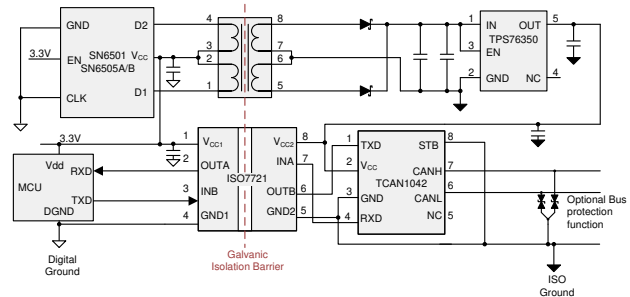 GND
D2
4
8
3.3V
EN
SN6501
SN6505A/B
VCC
3
2
7
6
CLK
D1
1
5
1
IN
OUT
5
TPS76350
3
EN
2
GND
NC
4
3.3V
Vdd
MCU
RXD
TXD
DGND
1
VCC1
2
OUTA
3
INB
4
GND1
ISO7721
VCC2
8
INA
7
OUTB
6
GND2
5
1
TXD
2
VCC
3
GND
4
RXD
TCAN1042
STB
8
CANH
7
CANL
6
NC
5
Optional Bus
protection
function
Digital
Ground
Galvanic
Isolation Barrier
ISO
Ground